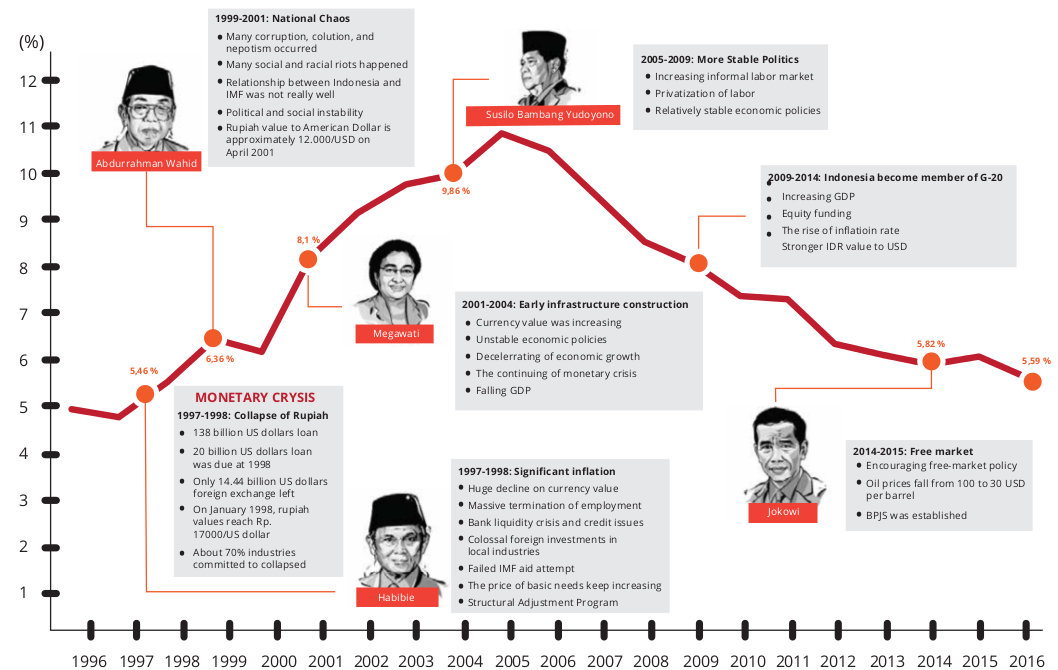 (%)
12
11
10
9
8
7
6
5
4
3
2
1
1996
1997
1998
1999
2000
2001
2002
2003
2004
2005
2006
2007
2008
2009
2010
2011
2012
2013
2014
2015
2016
Abdurrahman Wahid
1999-2001: National Chaos
• Many corruption, colution, and
nepotism occurred
• Many social and racial riots happened
• Relationship between Indonesia and
IMF was not really well
• Political and social instability
• Rupiah value to American Dollar is
approximately 12.000/USD on
April 2001
Susilo Bambang Yudoyono
2005-2009: More Stable Politics
• Increasing informal labor market
• Privatization of labor
• Relatively stable economic policies
2009-2014: Indonesia become member of G-20
• Increasing GDP
• Equity funding
• The rise of inflatioin rate
• Stronger IDR value to USD
5,46 %
6,36 %
8,1 %
9,86 %
5,82 %
5,59 %
Megawati
2001-2004: Early infrastructure construction
• Currency value was increasing
• Unstable economic policies
• Decelerrating of economic growth
• The continuing of monetary crisis
• Falling GDP
MONETARY CRYSIS
1997-1998: Collapse of Rupiah
• 138 billion US dollars loan
• 20 billion US dollars loan
was due at 1998
• Only 14.44 billion US dollars
foreign exchange left
• On January 1998, rupiah
values reach Rp.
17000/US dollar
• About 70% industries
committed to collapsed
Habibie
1997-1998: Significant inflation
• Huge decline on currency value
• Massive termination of employment
• Bank liquidity crisis and credit issues
• Colossal foreign investments in
local industries
• Failed IMF aid attempt
• The price of basic needs keep increasing
• Structural Adjustment Program
Jokowi
2014-2015: Free market
• Encouraging free-market policy
• Oil prices fall from 100 to 30 USD
per barrel
• BPJS was established